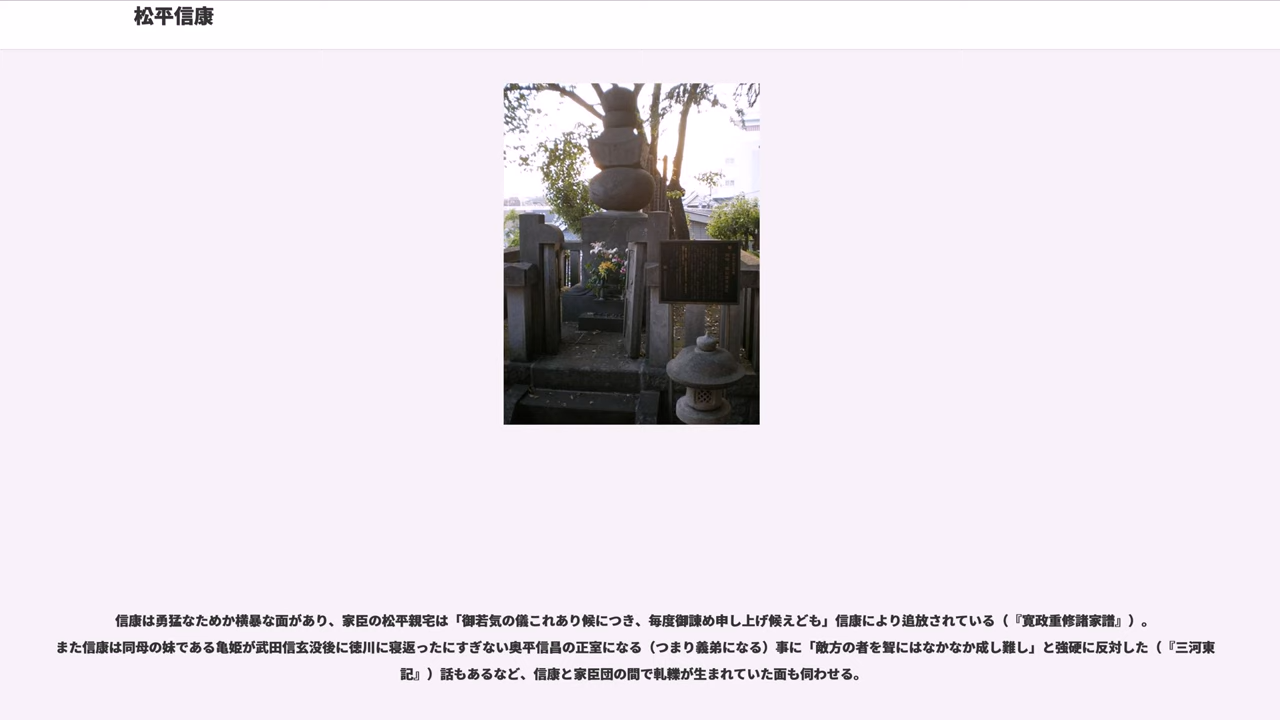 松平信康
信康は勇猛なためか横暴な面があり、家臣の松平親宅は「御若気の儀これあり候につき、毎度御諫め申し上げ候えども」信康により追放されている（『寛政重修諸家譜』）。
また信康は同母の妹である亀姫が武田信玄没後に徳川に寝返ったにすぎない奥平信昌の正室になる（つまり義弟になる）事に「敵方の者を聟にはなかなか成し難し」と強硬に反対した（『三河東
記』）話もあるなど、信康と家臣団の間で軋轢が生まれていた面も伺わせる。